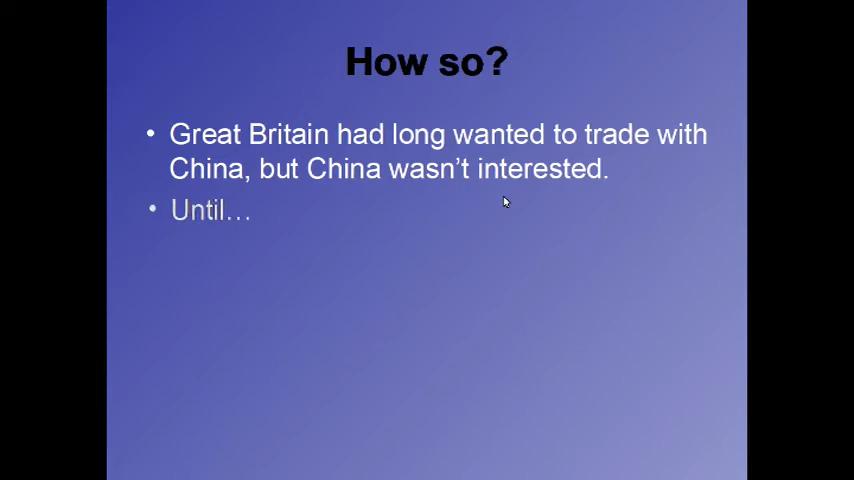 How so?
• Great Britain had long wanted to trade with
China, but China wasn’t interested.
• Until…